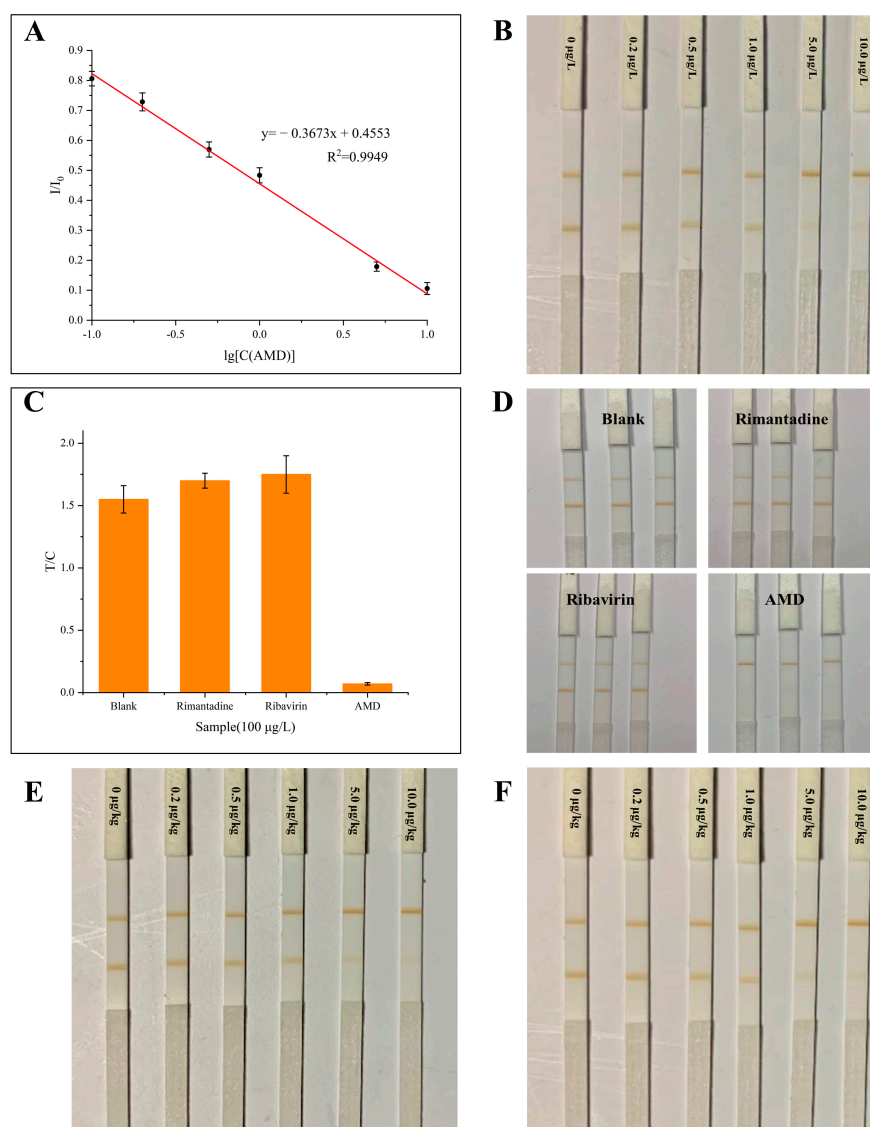 A
0.9
0.8
0.7
0.6
0.5
0.4
0.3
0.2
0.1
0.0
I/I0
-1.0
-0.5
0.0
0.5
1.0
lg[C(AMD)]
y= − 0.3673x + 0.4553
R²=0.9949
B
0 μg/L
0.2 μg/L
0.5 μg/L
1.0 μg/L
5.0 μg/L
10.0 μg/L
C
2.0
1.5
1.0
0.5
0.0
T/C
Blank
Rimantadine
Ribavirin
AMD
Sample(100 μg/L)
D
Blank
Rimantadine
Ribavirin
AMD
E
0 μg/kg
0.2 μg/kg
0.5 μg/kg
1.0 μg/kg
5.0 μg/kg
10.0 μg/kg
F
0 μg/kg
0.2 μg/kg
0.5 μg/kg
1.0 μg/kg
5.0 μg/kg
10.0 μg/kg